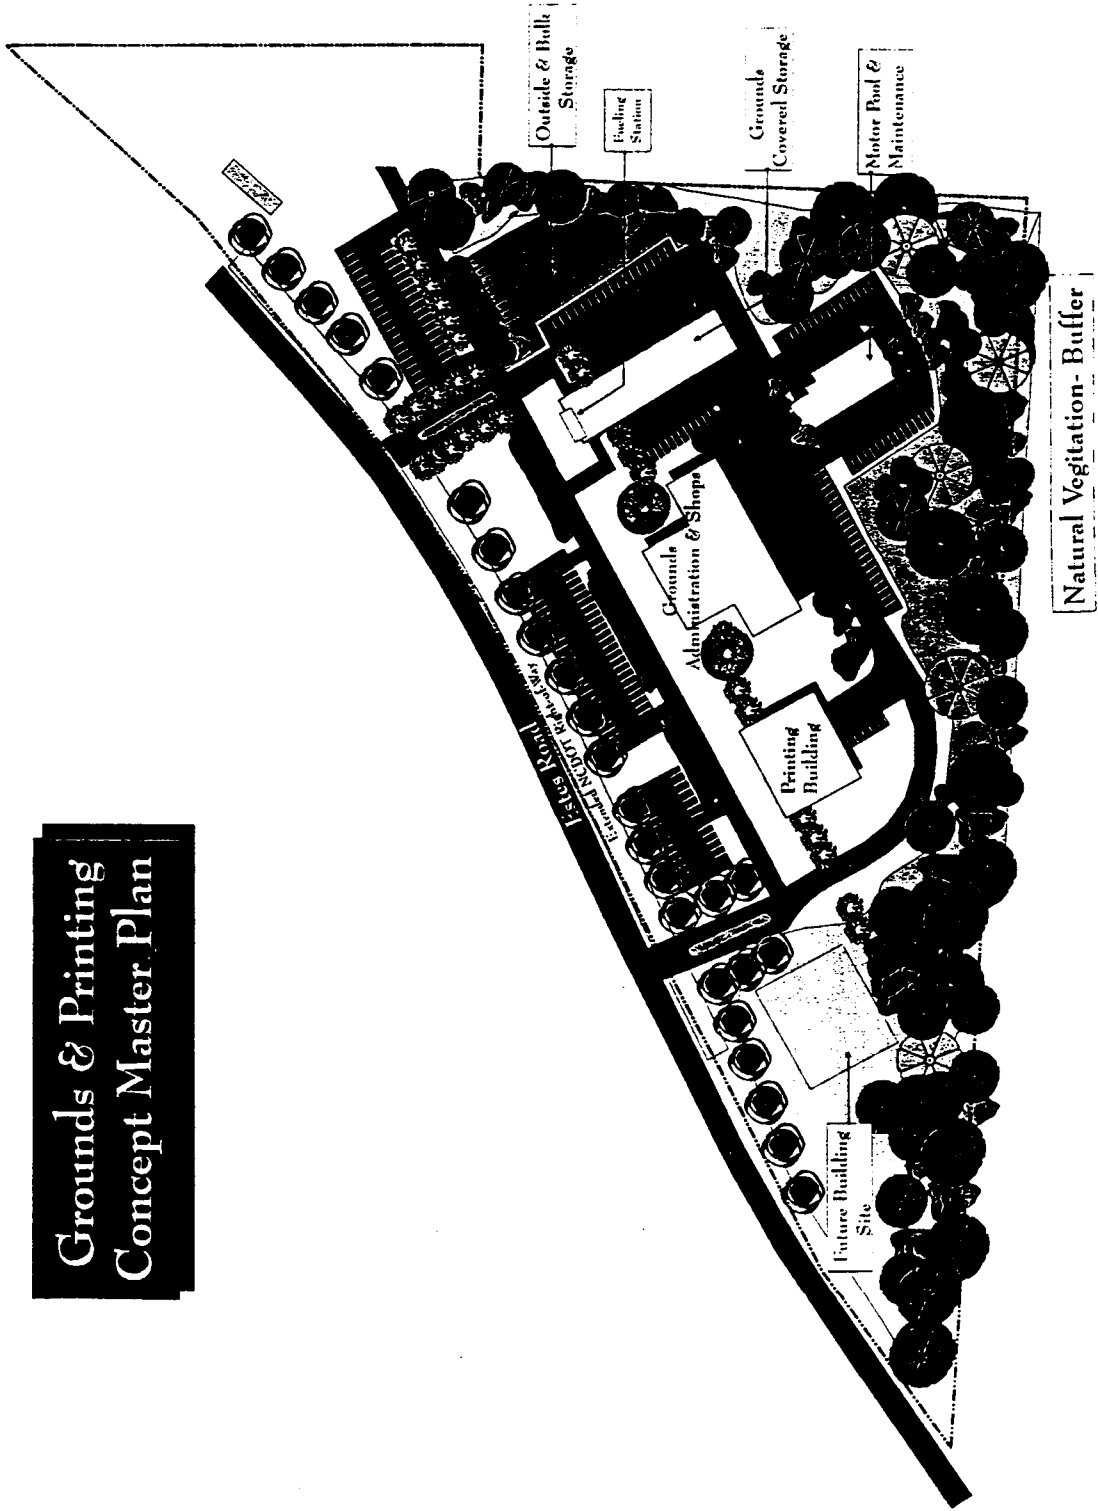 Grounds & Printing
Concept Master Plan
Outside & Bulk
Storage
Fueling
Station
Grounds
Covered Storage
Motor Pool &
Maintenance
Estes Road
Extended NCDOT Right-of-Way
Grounds
Administration & Shops
Printing
Building
Future Building
Site
Natural Vegitation- Buffer